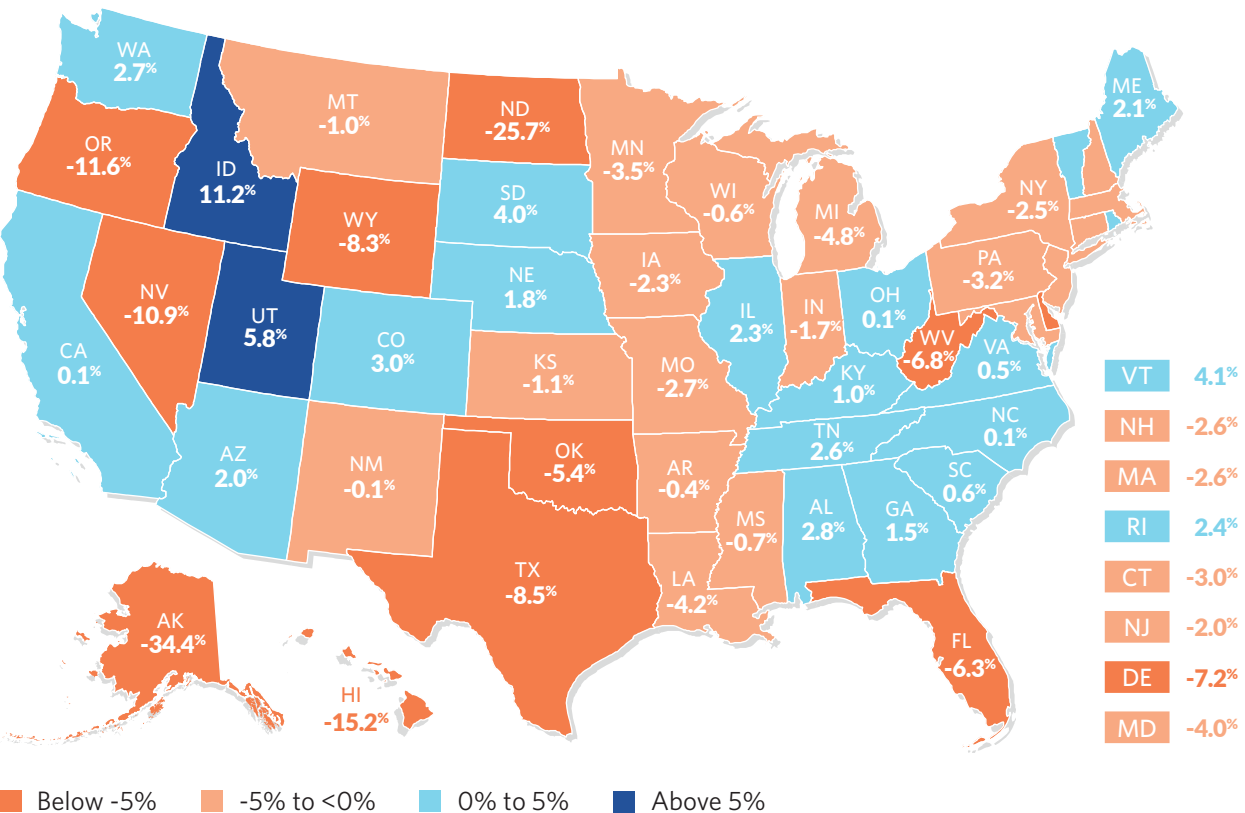 WA
2.7%
MT
-1.0%
ND
-25.7%
ME
2.1%
OR
-11.6%
ID
11.2%
MN
-3.5%
WY
-8.3%
SD
4.0%
WI
-0.6%
MI
-4.8%
NY
-2.5%
IA
-2.3%
PA
-3.2%
NV
-10.9%
NE
1.8%
UT
5.8%
CO
3.0%
IL
2.3%
IN
-1.7%
OH
0.1%
WV
-6.8%
VA
0.5%
CA
0.1%
KS
-1.1%
MO
-2.7%
KY
1.0%
NC
0.1%
TN
2.6%
AZ
2.0%
NM
-0.1%
OK
-5.4%
AR
-0.4%
SC
0.6%
MS
-0.7%
AL
2.8%
GA
1.5%
TX
-8.5%
LA
-4.2%
AK
-34.4%
HI
-15.2%
FL
-6.3%
VT 4.1%
NH -2.6%
MA -2.6%
RI 2.4%
CT -3.0%
NJ -2.0%
DE -7.2%
MD -4.0%
Below -5% -5% to <0% 0% to 5% Above 5%